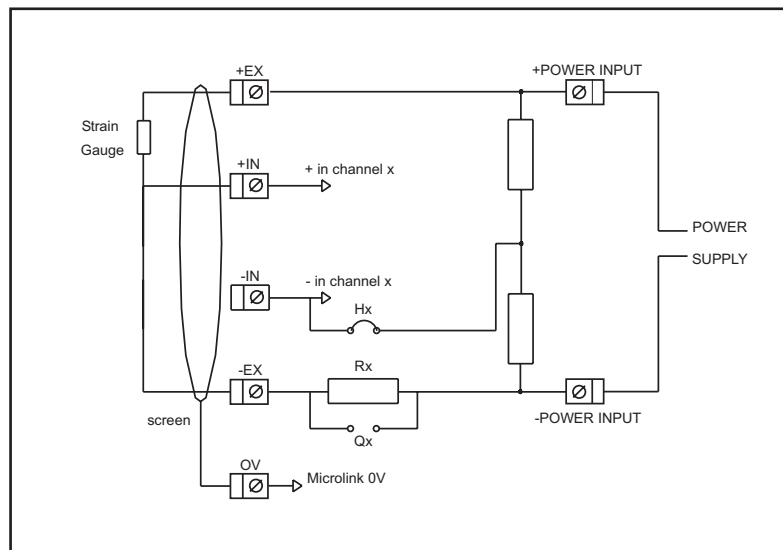 +EX
+POWER INPUT
Strain
Gauge
+IN
+ in channel x
POWER
SUPPLY
-IN
- in channel x
Hx
-EX
Rx
screen
-POWER INPUT
Qx
OV
Microlink 0V